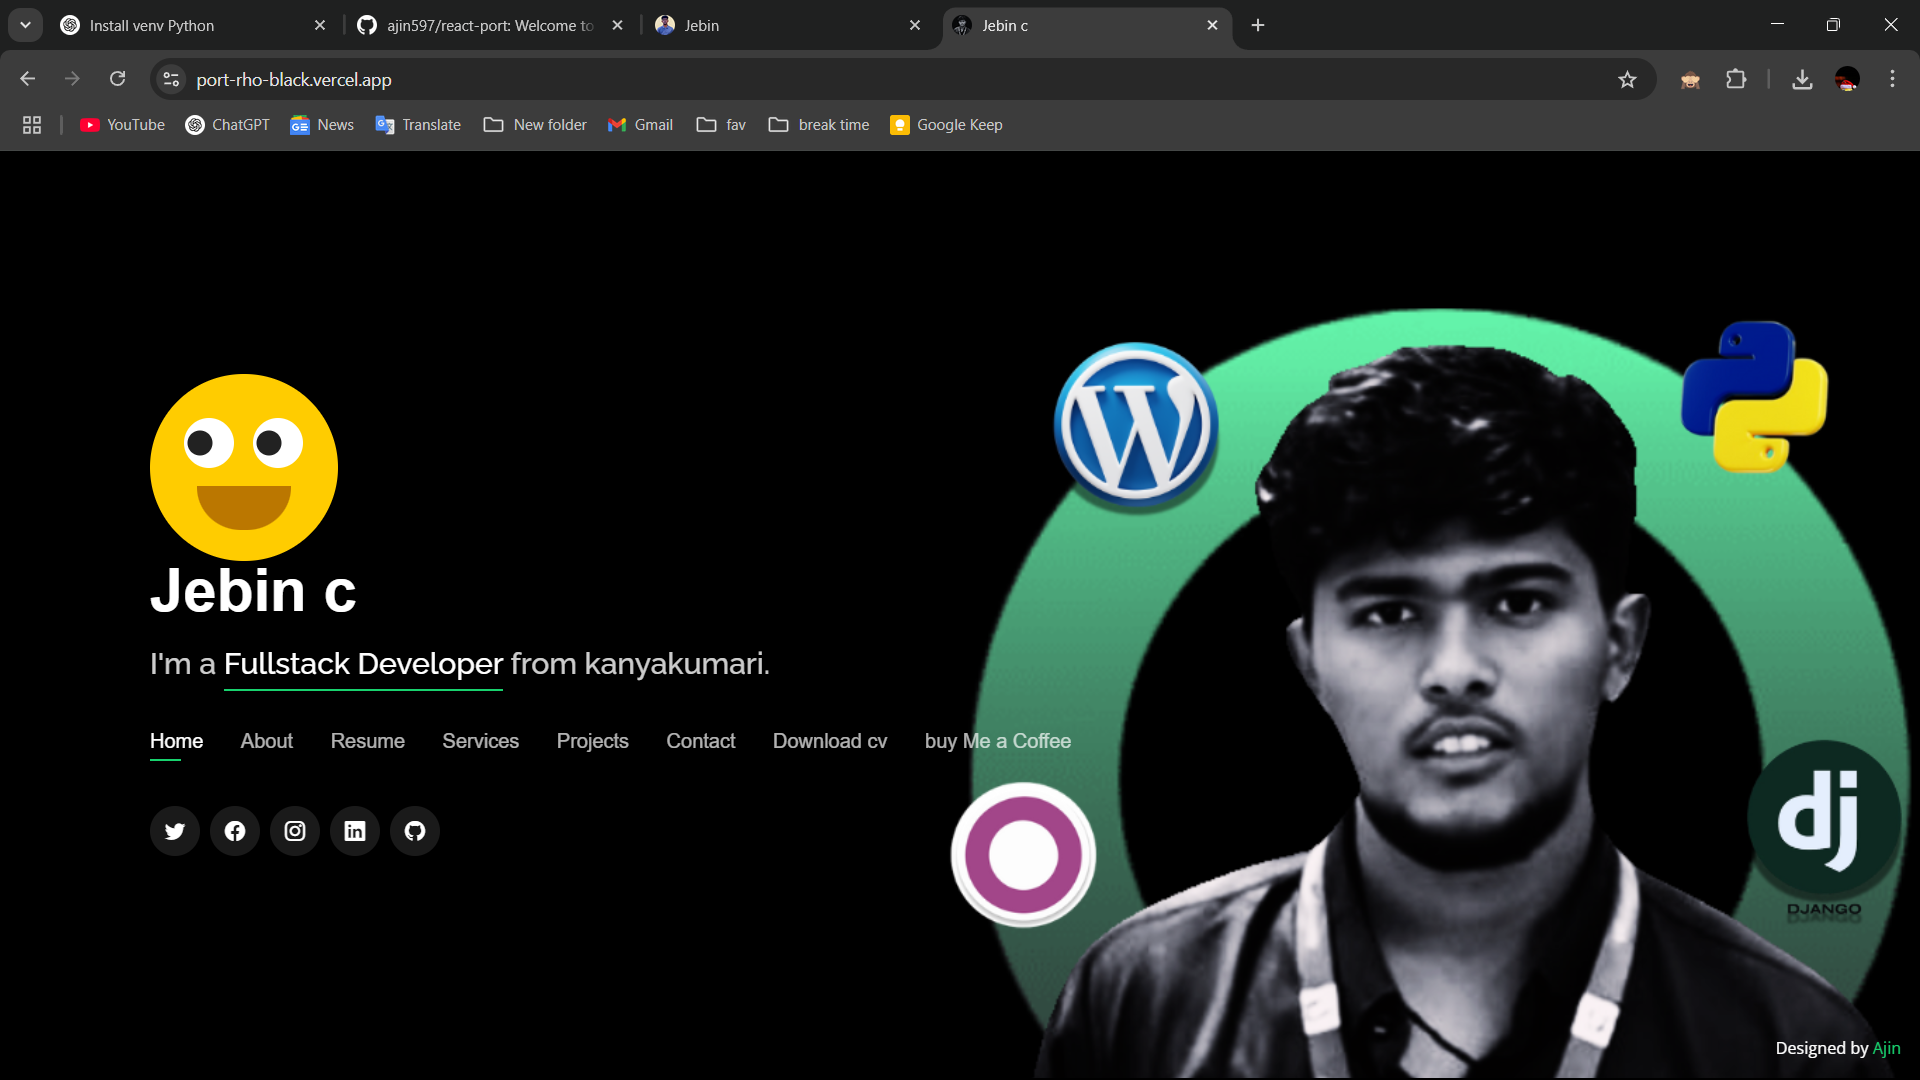 Install venv Python
ajin597/react-port: Welcome to
Jebin
Jebin c
port-rho-black.vercel.app
YouTube
ChatGPT
News
Translate
New folder
Gmail
fav
break time
Google Keep
Jebin c
I'm a Fullstack Developer from kanyakumari.
Home About Resume Services Projects Contact Download cv buy Me a Coffee
W
dj
DJANGO
Designed by Ajin